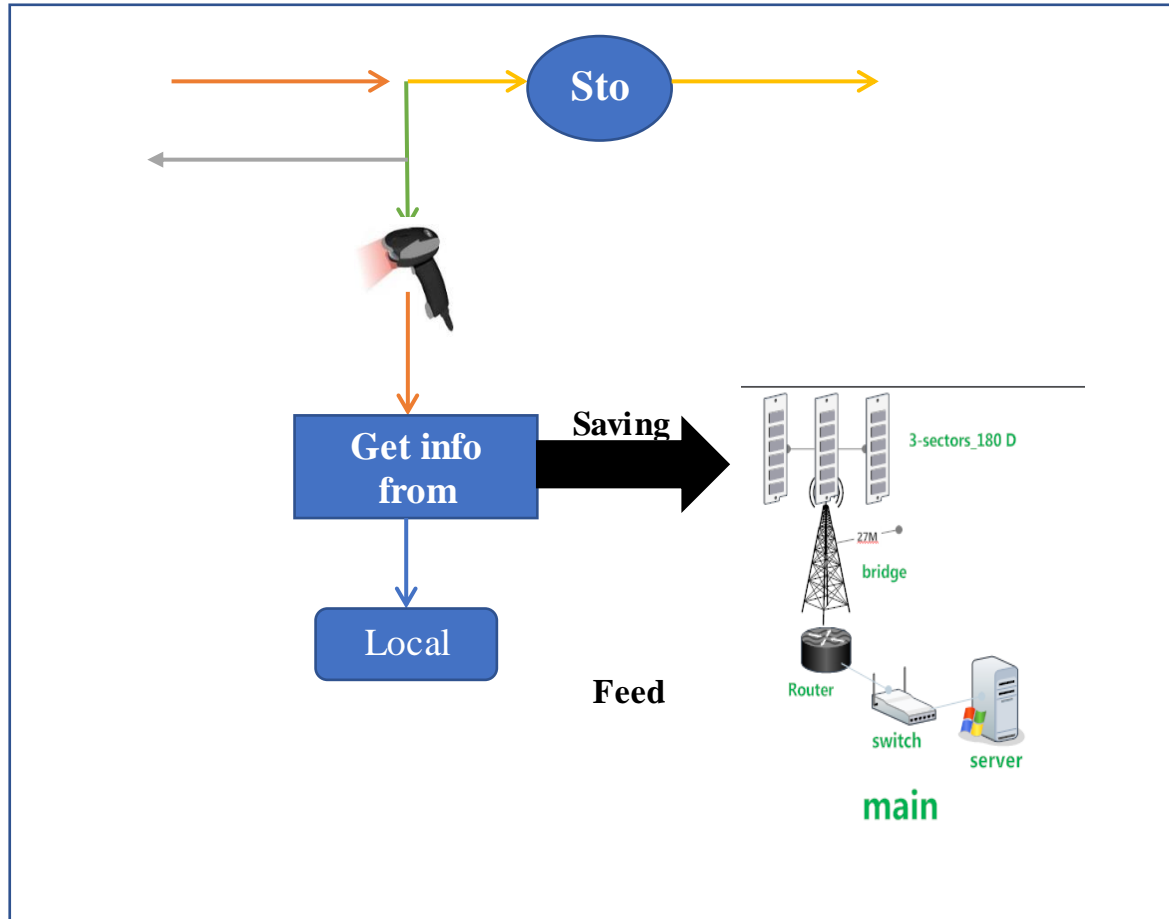 Sto
Saving
Get info
from
3-sectors_180 D
27M
bridge
Local
Router
Feed
switch
server
main